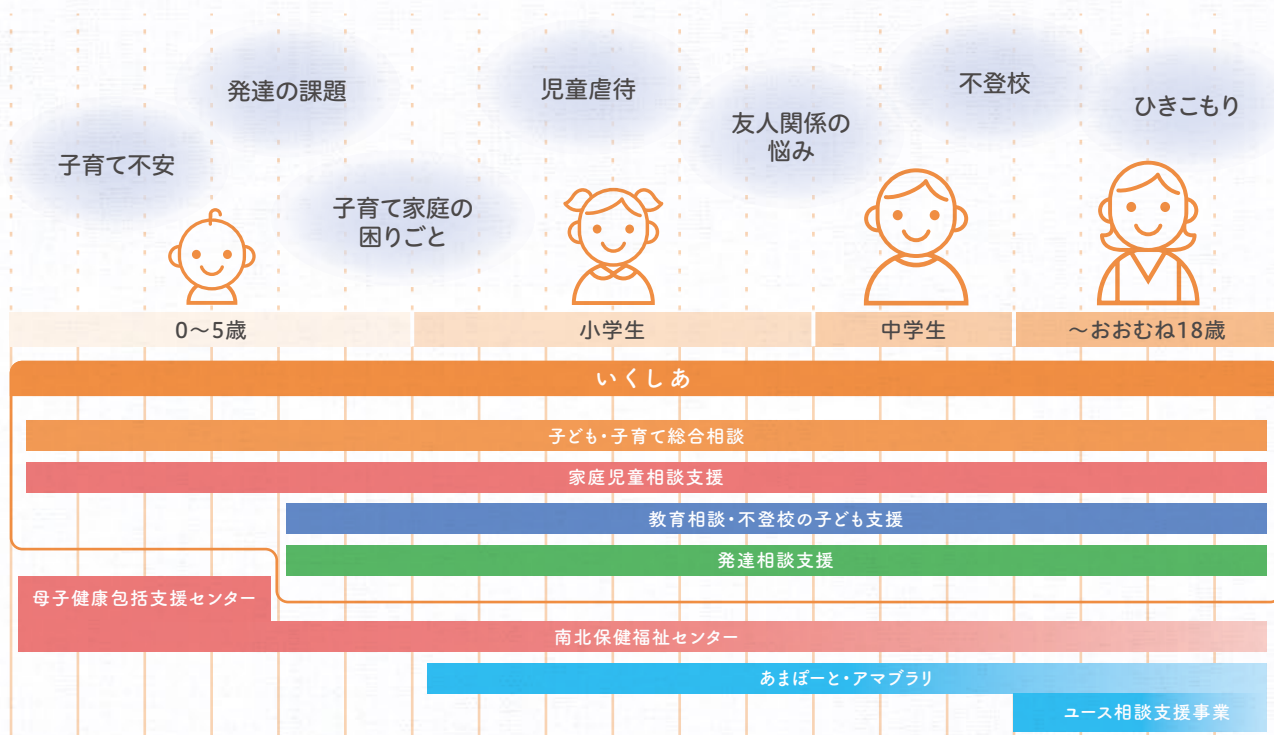 発達の課題
児童虐待
不登校
ひきこもり
友人関係の
悩み
子育て不安
子育て家庭の
困りごと
0〜5歳
小学生
中学生
〜おおむね18歳
いくしあ
子ども・子育て総合相談
家庭児童相談支援
教育相談・不登校の子ども支援
発達相談支援
母子健康包括支援センター
南北保健福祉センター
あまぽーと・アマブラリ
ユース相談支援事業